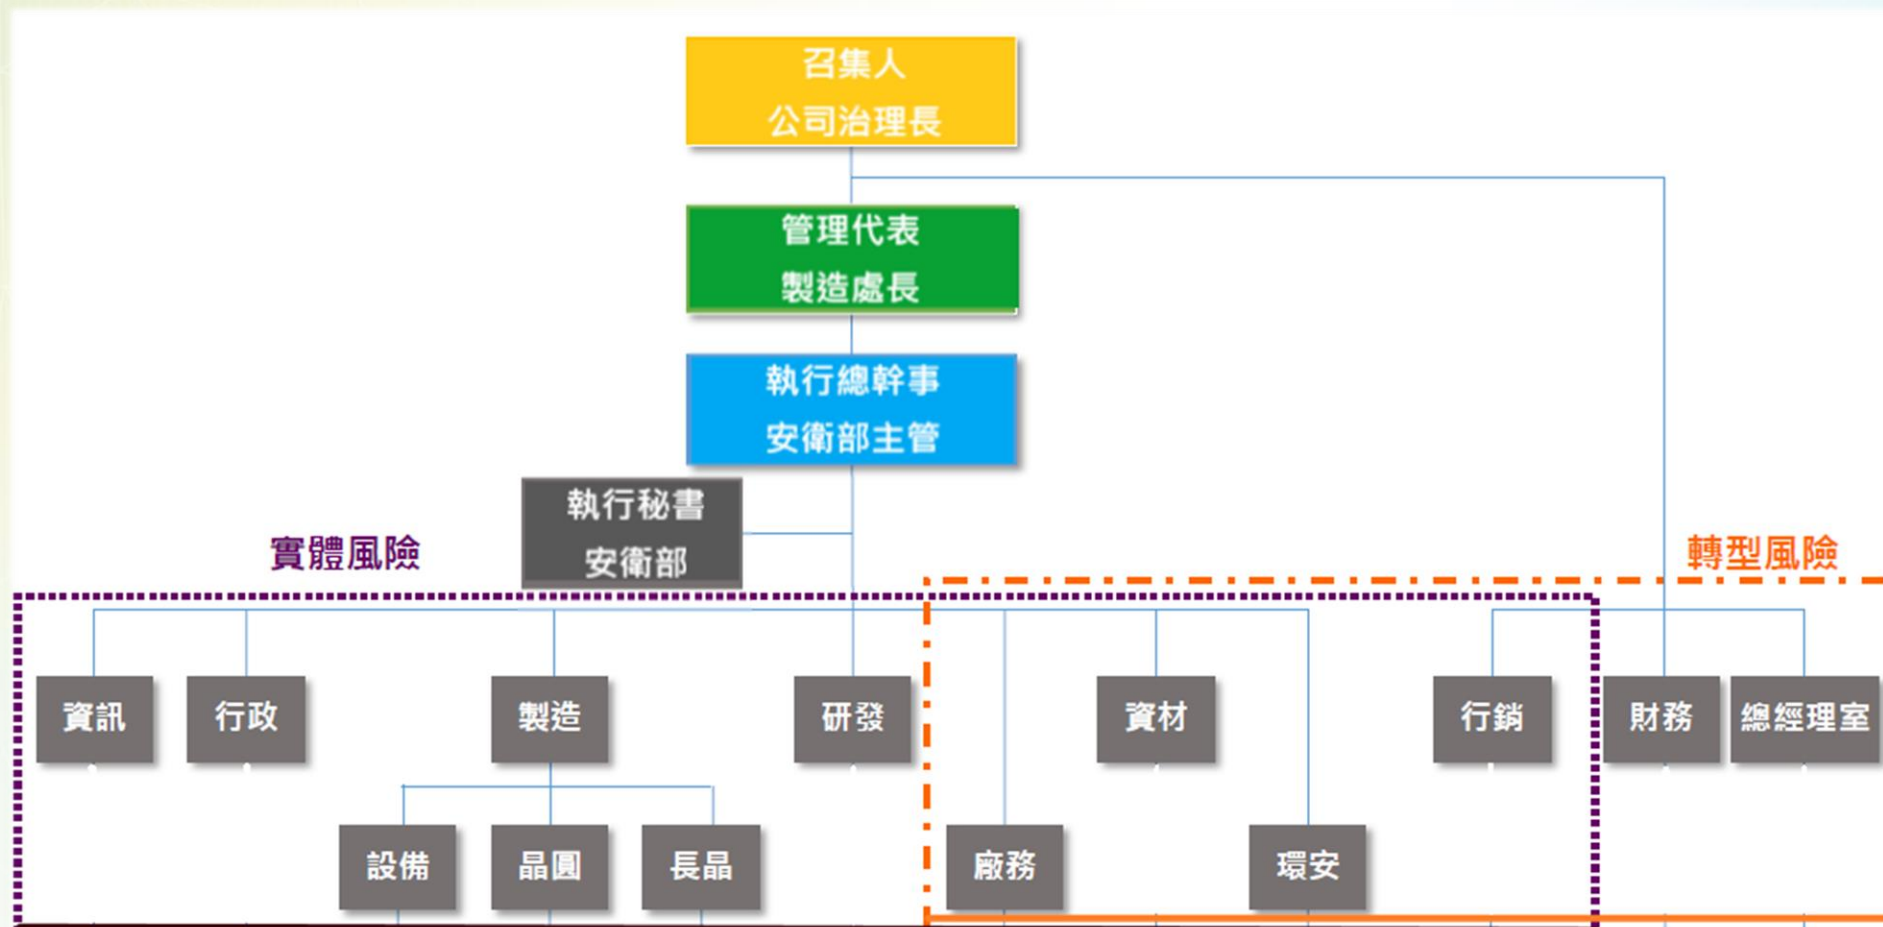 召集人
公司治理長
管理代表
製造處長
執行總幹事
安衛部主管
執行秘書
安衛部
實體風險
轉型風險
資訊
行政
製造
研發
資材
行銷
財務
總經理室
設備
晶圓
長晶
廠務
環安